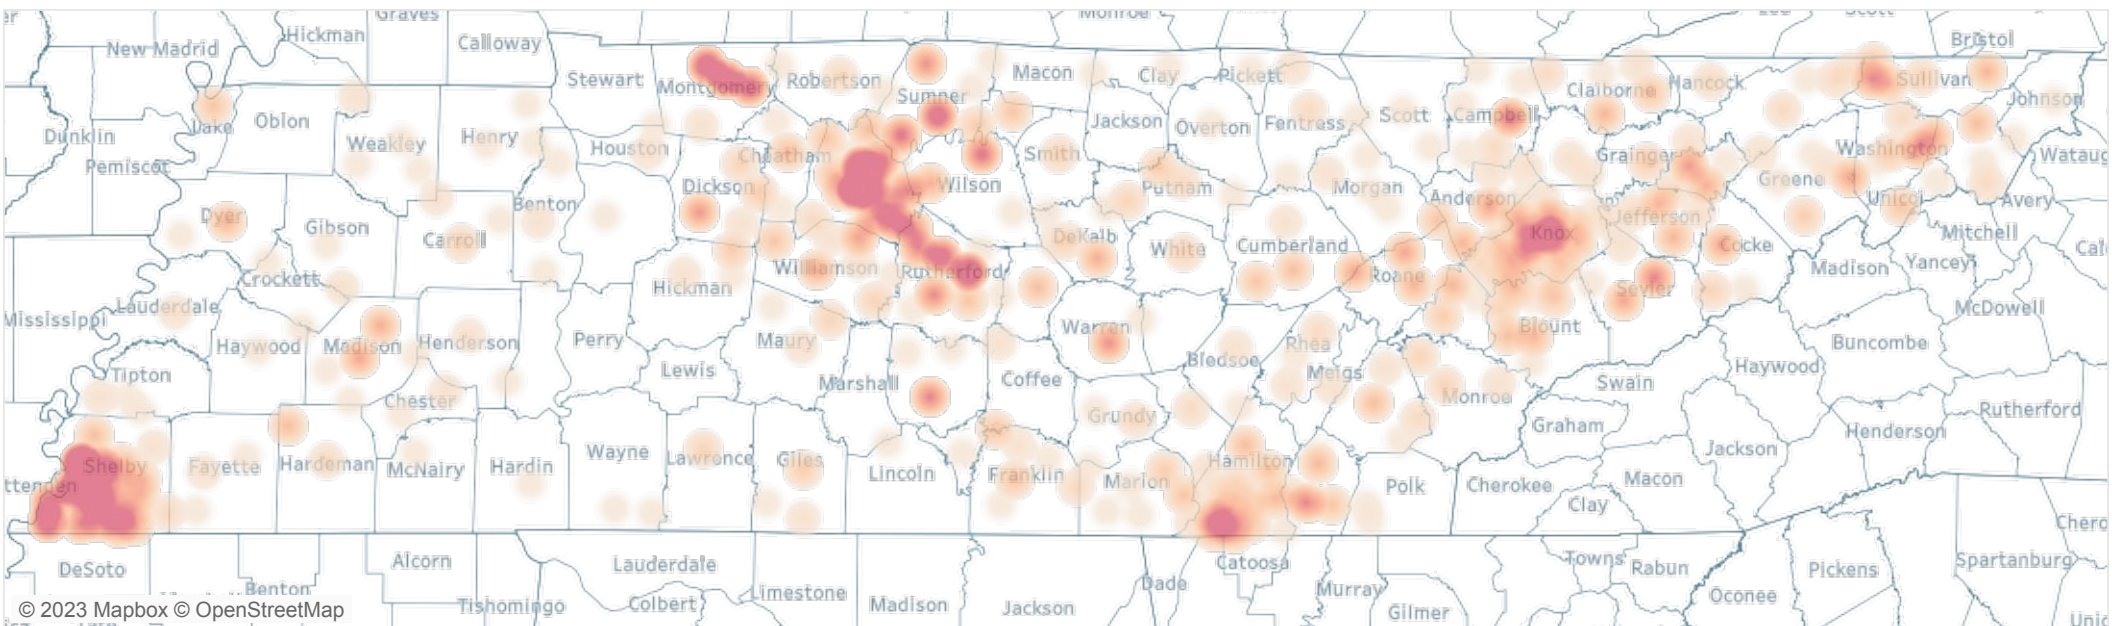 Graves
Monroe
Scott
New Madrid
Hickman
Calloway
Bristol
Stewart
Montgomer
Robertson
Sumner
Macon
Clay
Pickett
Claiborne
Hancock
Sullivan
Johnson
Dunklin
Lake
Obion
Weakley
Henry
Houston
Cheatham
Jackson
Overton
Fentress
Scott
Campbell
Grainger
Washington
Pemiscot
Dickson
Wilson
Smith
Putnam
Morgan
Anderson
Greene
Unicoi
Avery
Dyer
Gibson
Carroll
Benton
DeKalb
White
Cumberland
Knox
Jefferson
Cocke
Mitchell
Crockett
Williamson
Rutherford
Roane
Sevier
Madison
Yancey
Mississippi
Lauderdale
Hickman
McDowell
Haywood
Madison
Henderson
Perry
Maury
Warren
Bledsoe
Rhea
Blount
Buncombe
Tipton
Chester
Lewis
Marshall
Coffee
Meigs
Monroe
Swain
Haywood
Grundy
Graham
Rutherford
Henderson
Shelby
Fayette
Hardeman
McNairy
Hardin
Wayne
Lawrence
Giles
Lincoln
Franklin
Marion
Hamilton
Polk
Cherokee
Macon
Jackson
Clay
DeSoto
Alcorn
Lauderdale
Catoosa
Towns
Rabun
Pickens
Spartanburg
Benton
Tishomingo
Colbert
Limestone
Madison
Jackson
Dade
Murray
Gilmer
Oconee
© 2023 Mapbox © OpenStreetMap